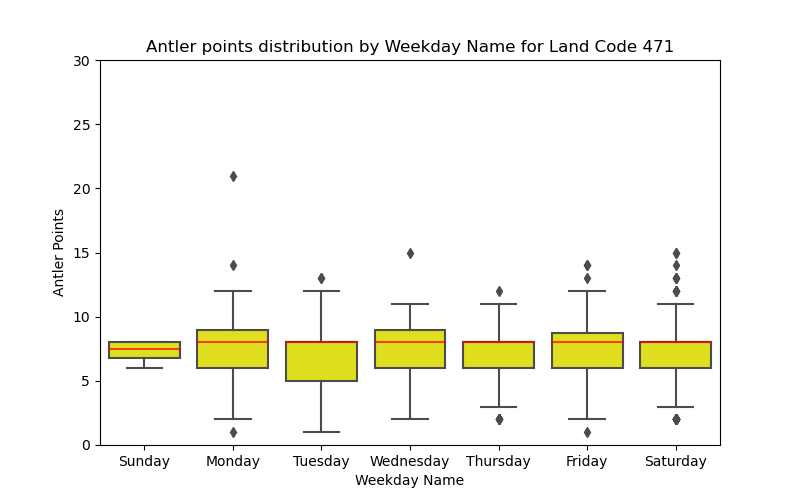 Antler points distribution by Weekday Name for Land Code 471
30
25
20
15
10
5
0
Antler Points
Sunday Monday Tuesday Wednesday Thursday Friday Saturday
Weekday Name